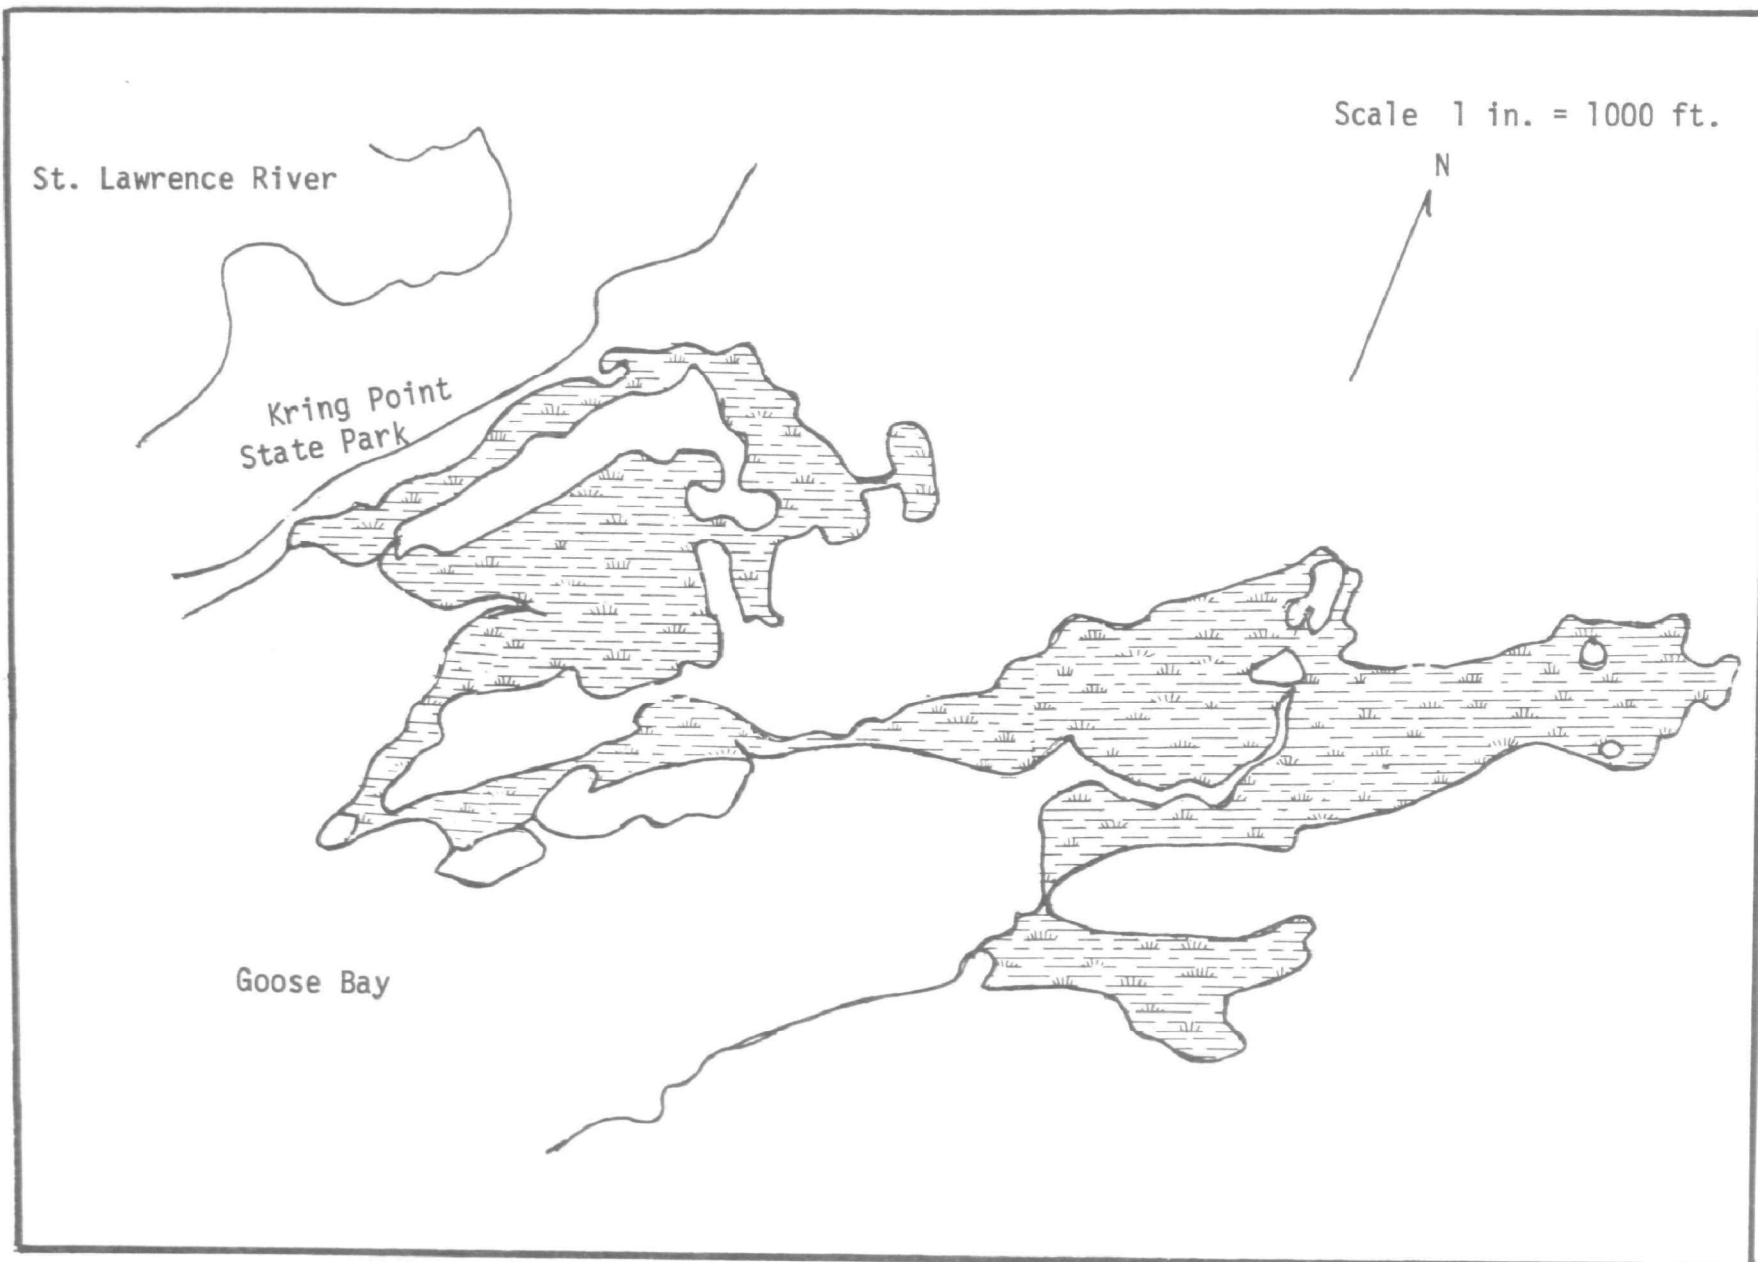 Scale 1 in. = 1000 ft.
N
St. Lawrence River
Kring Point
State Park
Goose Bay